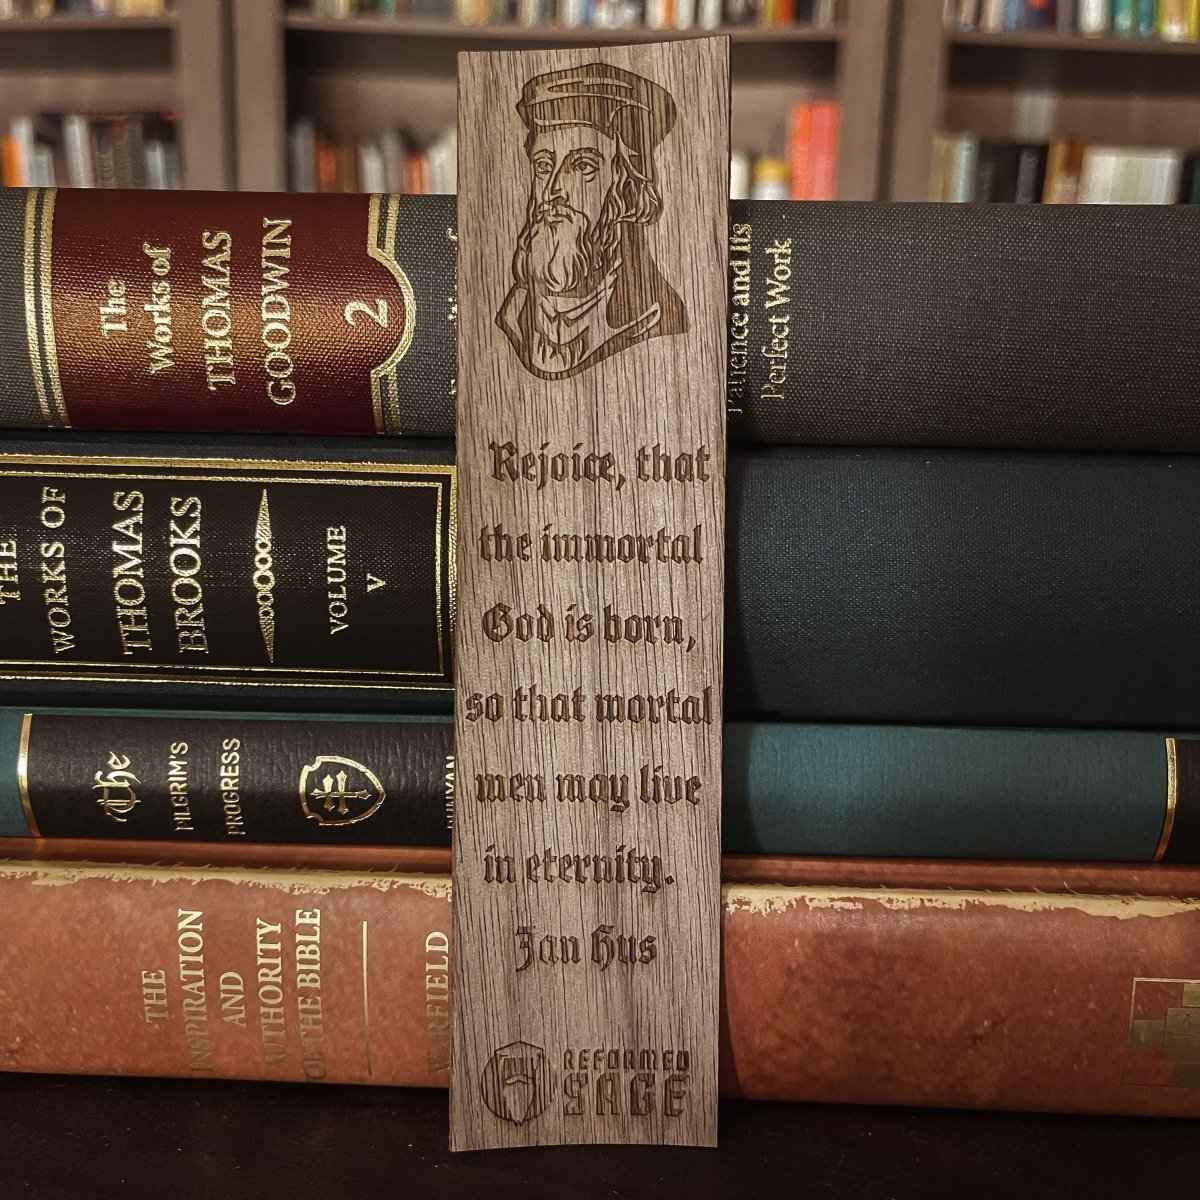 The
Works of
THOMAS
GOODWIN
2
Patience and Its
Perfect Work
THE
WORKS OF
THOMAS
BROOKS
VOLUME
V
The
PILGRIM'S
PROGRESS
THE
INSPIRATION
AND
AUTHORITY
OF THE BIBLE
Rejoice, that
the immortal
God is born,
so that mortal
men may live
in eternity.
Jan Hus
REFORMED
SAGE